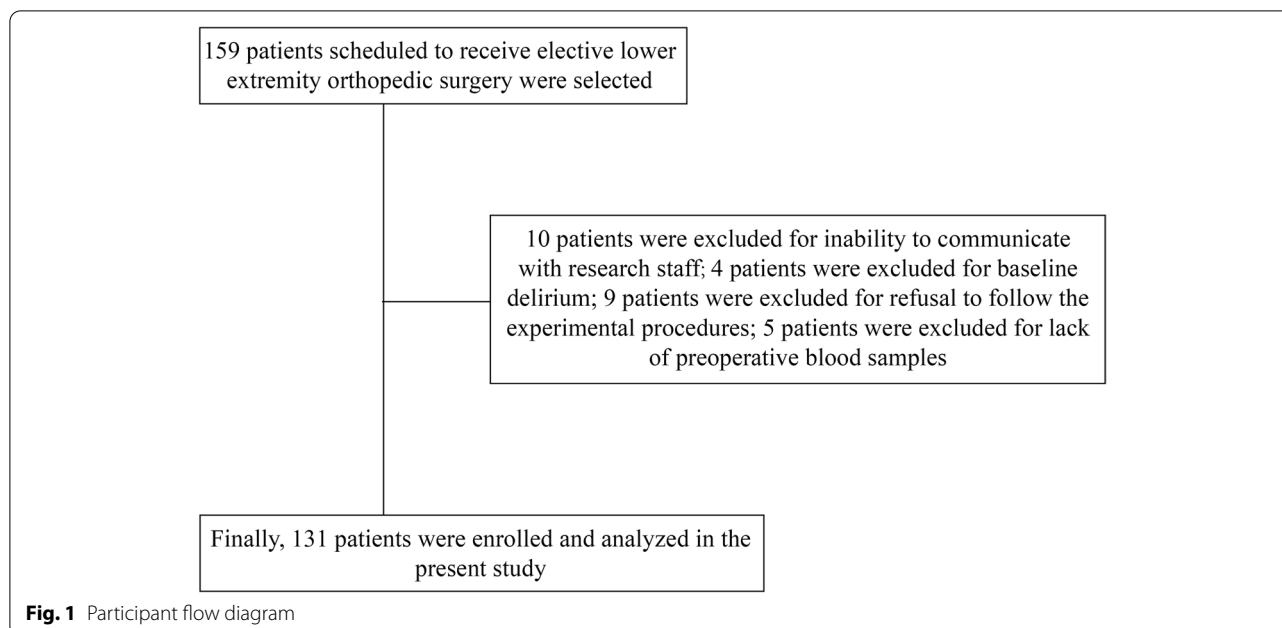 159 patients scheduled to receive elective lower
extremity orthopedic surgery were selected
10 patients were excluded for inability to communicate
with research staff; 4 patients were excluded for baseline
delirium; 9 patients were excluded for refusal to follow the
experimental procedures; 5 patients were excluded for lack
of preoperative blood samples
Finally, 131 patients were enrolled and analyzed in the
present study
Fig. 1 Participant flow diagram